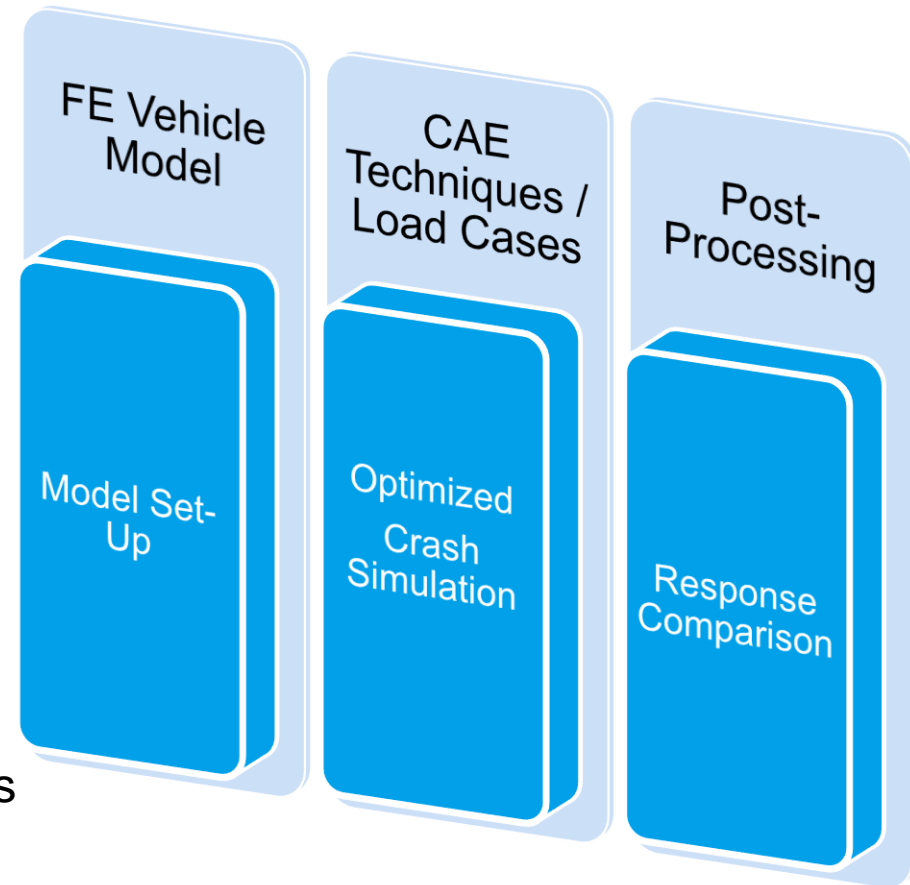 FE Vehicle
Model
Model Set-
Up
CAE
Techniques /
Load Cases
Optimized
Crash
Simulation
Post-
Processing
Response
Comparison
s